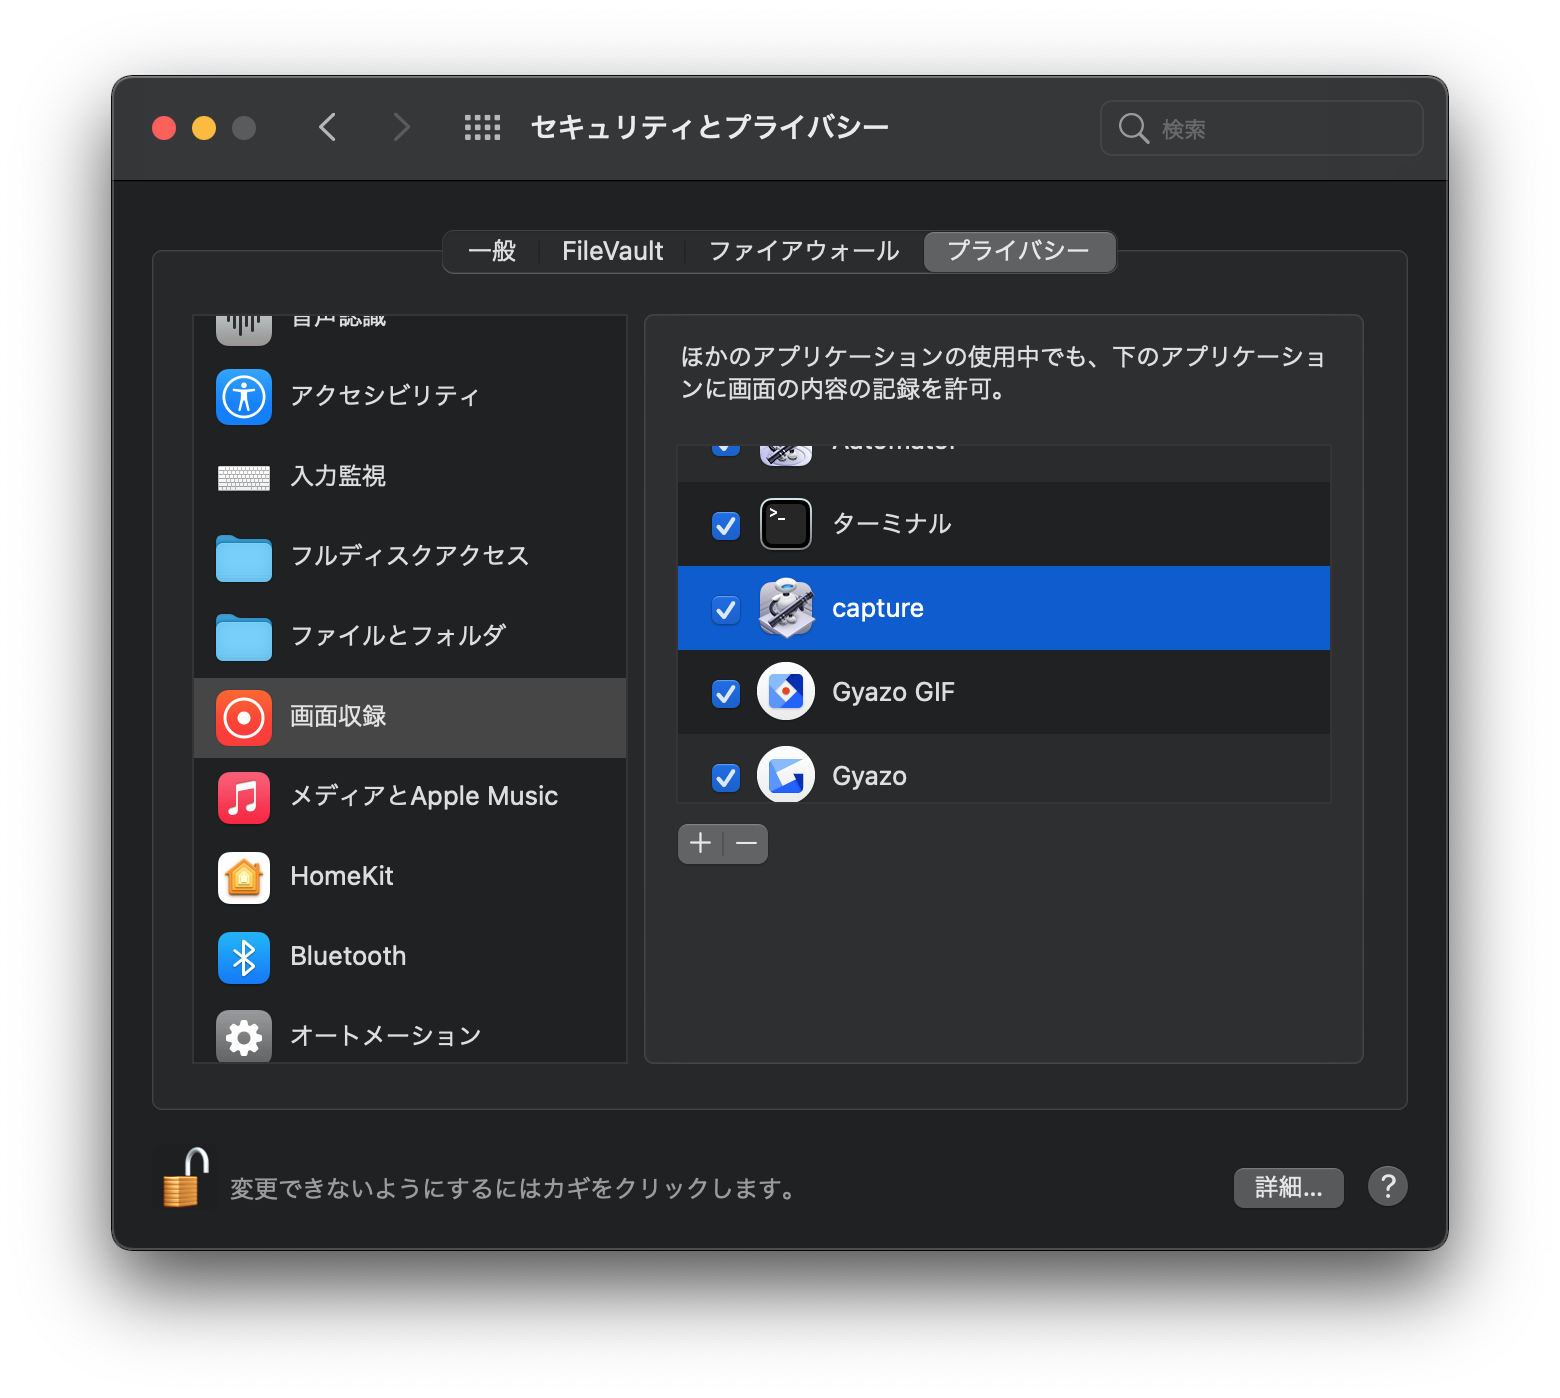 セキュリティとプライバシー
検索
一般
FileVault
ファイアウォール
プライバシー
音声認識
アクセシビリティ
入力監視
フルディスクアクセス
ファイルとフォルダ
画面収録
メディアとApple Music
HomeKit
Bluetooth
オートメーション
ほかのアプリケーションの使用中でも、下のアプリケーショ
ンに画面の内容の記録を許可。
Automator
ターミナル
capture
Gyazo GIF
Gyazo
変更できないようにするにはカギをクリックします。
詳細...
?